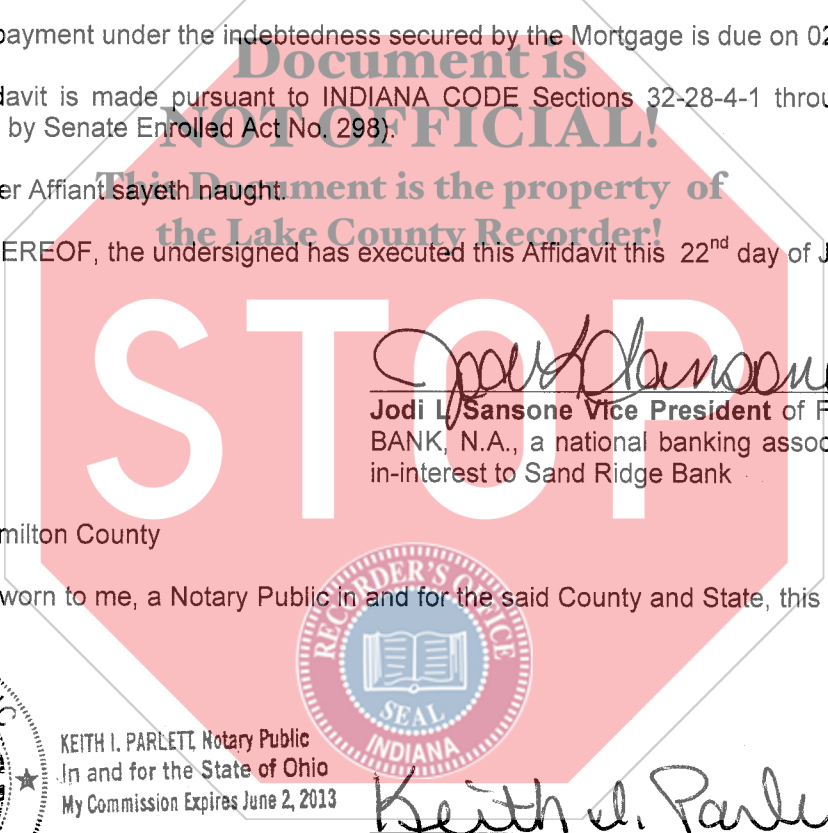 payment under the indebtedness secured by the Mortgage is due on 02
Document is
davit is made pursuant to INDIANA CODE Sections 32-28-4-1 throu
NOT OFFICIAL!
by Senate Enrolled Act No. 298).
er Affiant sayeth naught.
This Document is the property of
the Lake County Recorder!
EREOF, the undersigned has executed this Affidavit this 22nd day of J
STOP
Jodi L Sansone
Jodi L. Sansone Vice President of F
BANK, N.A., a national banking assoc
in-interest to Sand Ridge Bank
milton County
worn to me, a Notary Public in and for the said County and State, this
RECORDER'S OFFICE
SEAL
INDIANA
KEITH I. PARLETT, Notary Public
In and for the State of Ohio
My Commission Expires June 2, 2013
Keith I. Parle